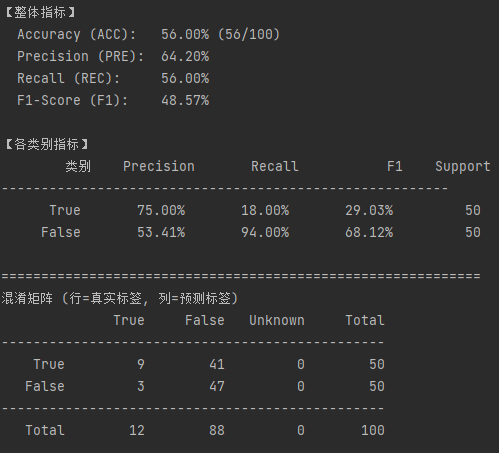 【整体指标】
Accuracy (ACC): 56.00% (56/100)
Precision (PRE): 64.20%
Recall (REC): 56.00%
F1-Score (F1): 48.57%
【各类别指标】
类别 Precision Recall F1 Support
--------------------------------------------------------
True 75.00% 18.00% 29.03% 50
False 53.41% 94.00% 68.12% 50
============================================================
混淆矩阵 (行=真实标签, 列=预测标签)
True False Unknown Total
------------------------------------------------
True 9 41 0 50
False 3 47 0 50
------------------------------------------------
Total 12 88 0 100